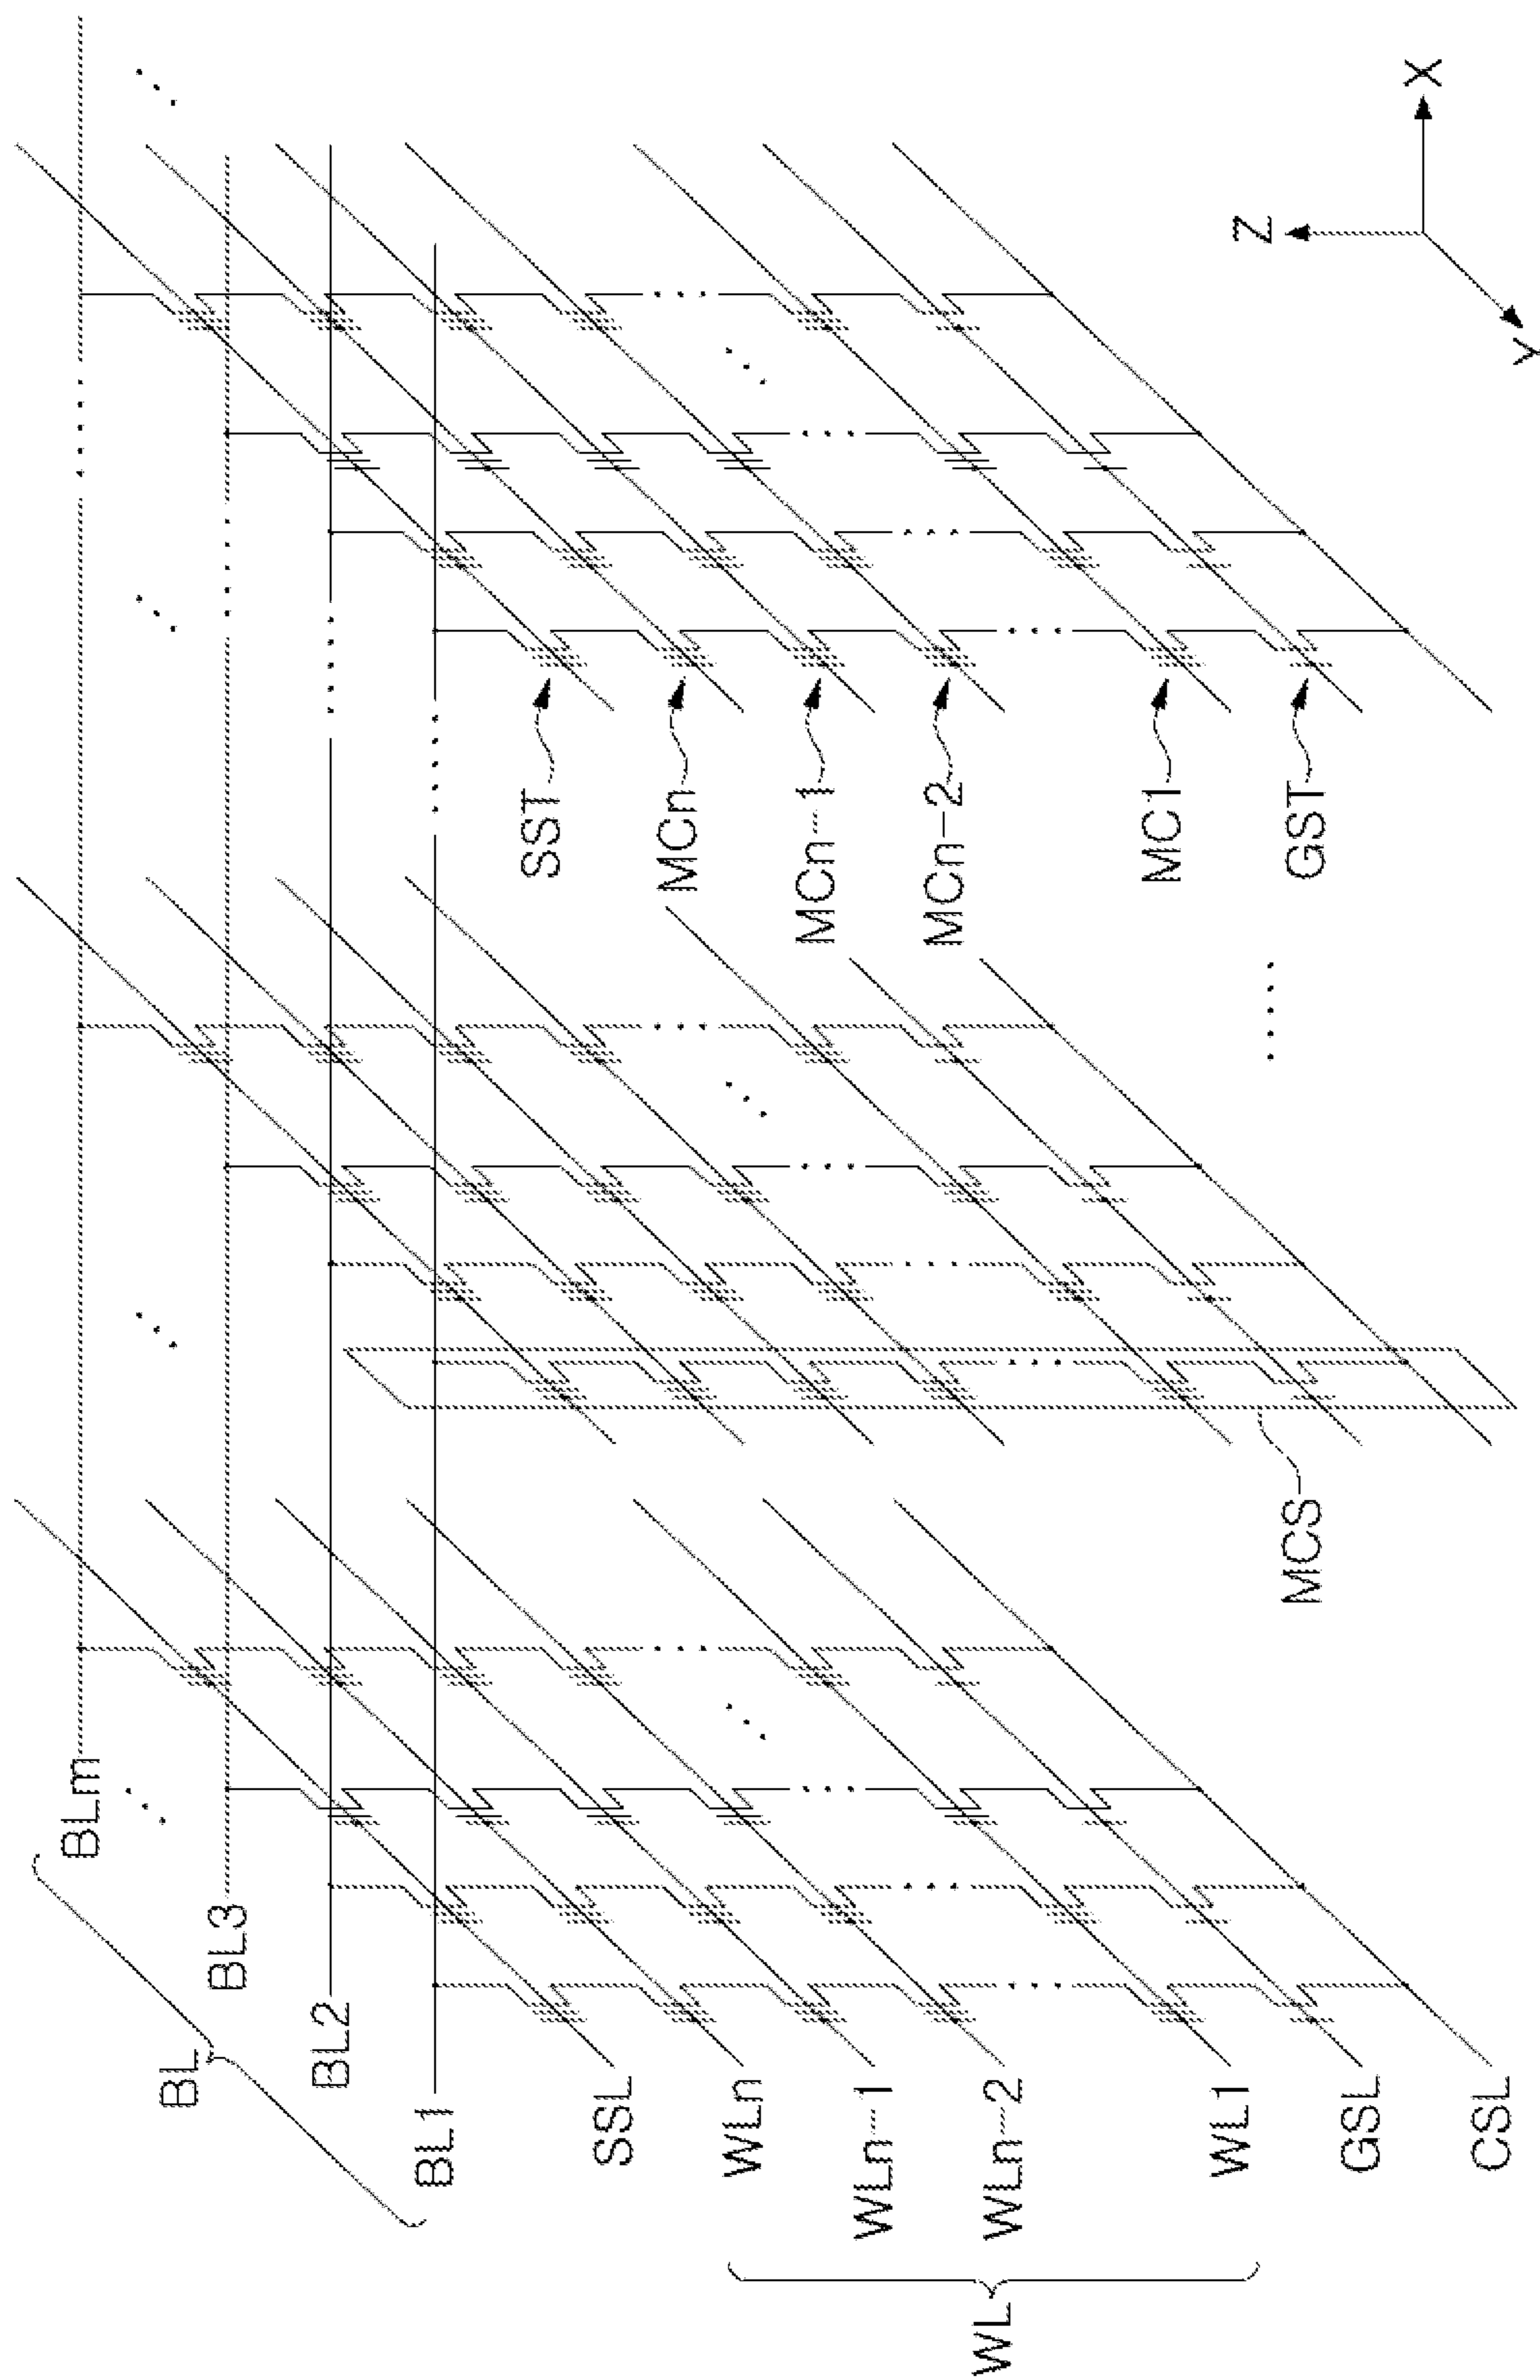 BLm
BL3
BL
BL2
BL1
SSL
WLn
WLn-1
WLn-2
WL
WL1
GSL
CSL
MCS
SST
MCn
MCn-1
MCn-2
MC1
GST
Z
X
Y